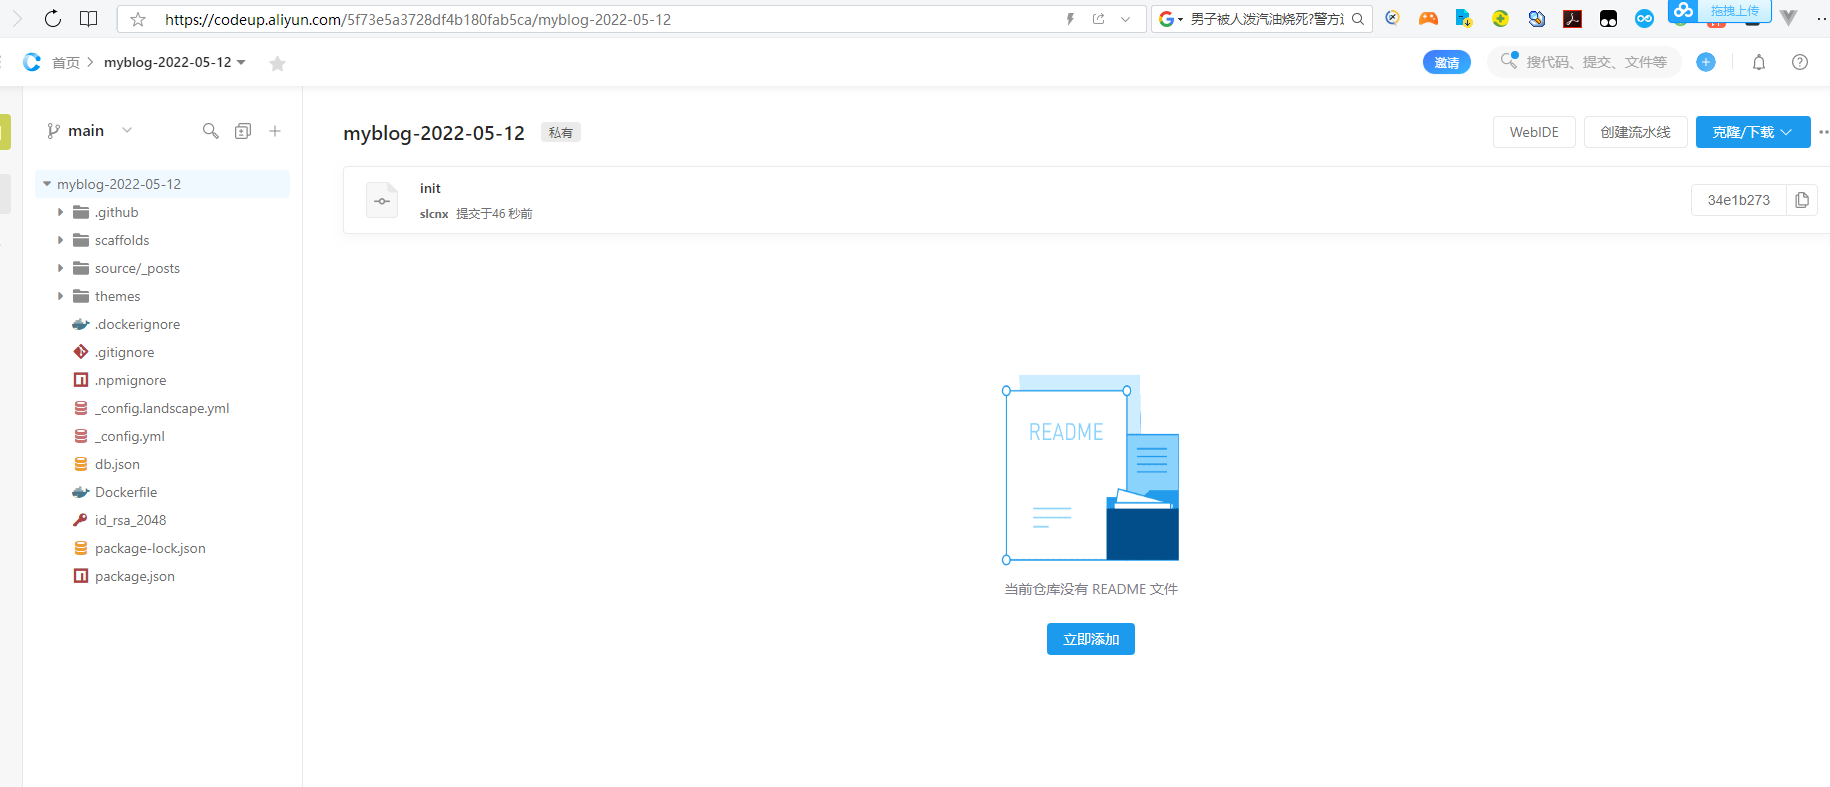 https://codeup.aliyun.com/5f73e5a3728df4b180fab5ca/myblog-2022-05-12
男子被人泼汽油烧死?警方
拖拽上传
首页
myblog-2022-05-12
邀请
搜代码、提交、文件等
main
myblog-2022-05-12
.github
scaffolds
source/_posts
themes
.dockerignore
.gitignore
.npmignore
_config.landscape.yml
_config.yml
db.json
Dockerfile
id_rsa_2048
package-lock.json
package.json
myblog-2022-05-12 私有
WebIDE
创建流水线
克隆/下载
init
slcnx 提交于46 秒前
34e1b273
README
当前仓库没有 README 文件
立即添加